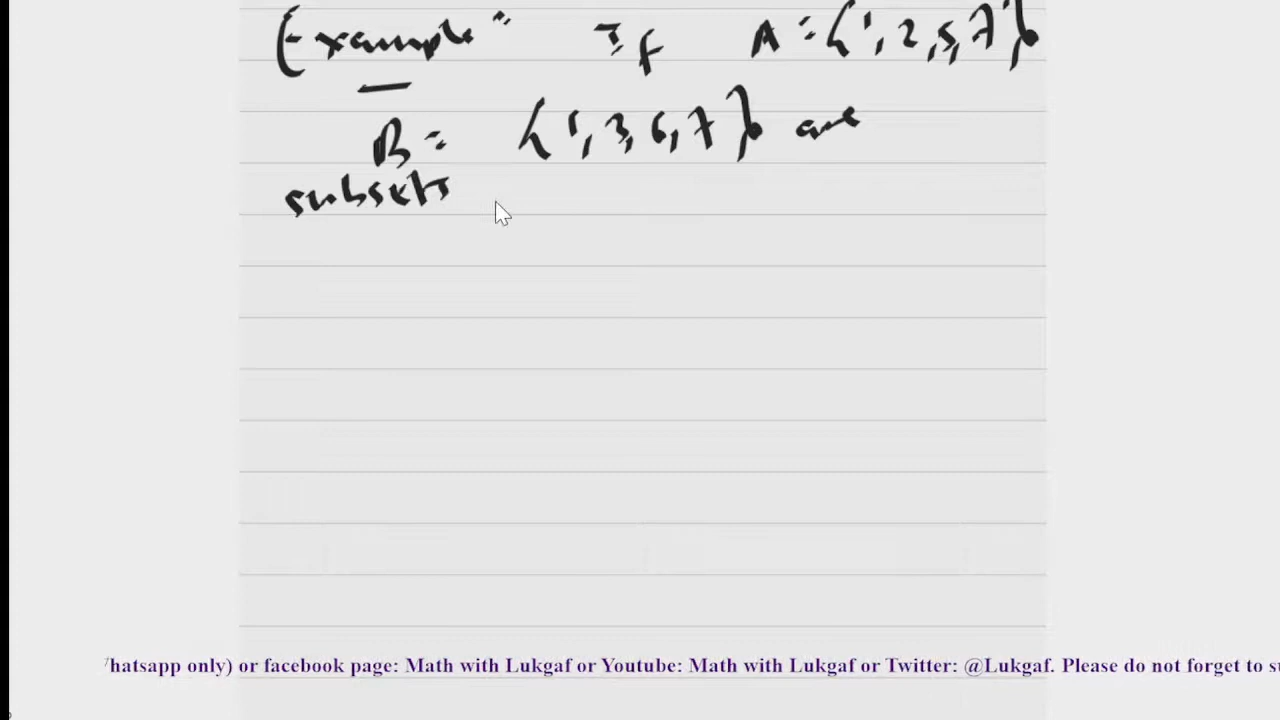 Example: If A = {1, 2, 5, 7}
B = {1, 3, 6, 7} are
subsets
hatsapp only) or facebook page: Math with Lukgaf or Youtube: Math with Lukgaf or Twitter: @Lukgaf. Please do not forget to su